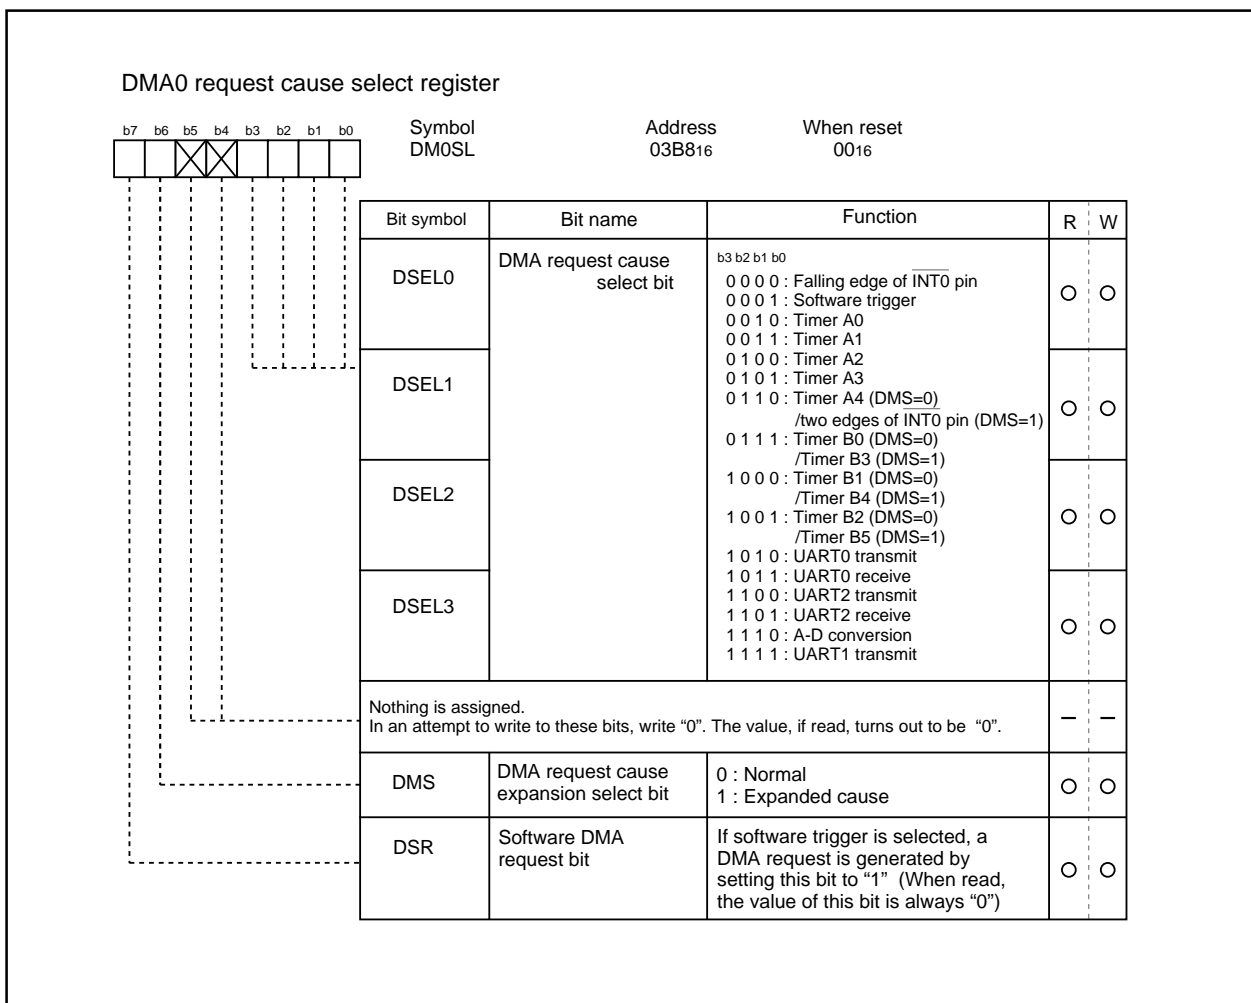 DMA0 request cause select register
b7 b6 b5 b4 b3 b2 b1 b0
Symbol Address When reset
DM0SL 03B816 0016
Bit symbol Bit name Function R W
DSEL0
DSEL1
DSEL2
DSEL3
DMA request cause
select bit
b3 b2 b1 b0
0 0 0 0 : Falling edge of INT0 pin
0 0 0 1 : Software trigger
0 0 1 0 : Timer A0
0 0 1 1 : Timer A1
0 1 0 0 : Timer A2
0 1 0 1 : Timer A3
0 1 1 0 : Timer A4 (DMS=0)
/two edges of INT0 pin (DMS=1)
0 1 1 1 : Timer B0 (DMS=0)
/Timer B3 (DMS=1)
1 0 0 0 : Timer B1 (DMS=0)
/Timer B4 (DMS=1)
1 0 0 1 : Timer B2 (DMS=0)
/Timer B5 (DMS=1)
1 0 1 0 : UART0 transmit
1 0 1 1 : UART0 receive
1 1 0 0 : UART2 transmit
1 1 0 1 : UART2 receive
1 1 1 0 : A-D conversion
1 1 1 1 : UART1 transmit
Nothing is assigned.
In an attempt to write to these bits, write “0”. The value, if read, turns out to be “0”.
DMS
DMA request cause
expansion select bit
0 : Normal
1 : Expanded cause
DSR
Software DMA
request bit
If software trigger is selected, a
DMA request is generated by
setting this bit to “1” (When read,
the value of this bit is always “0”)